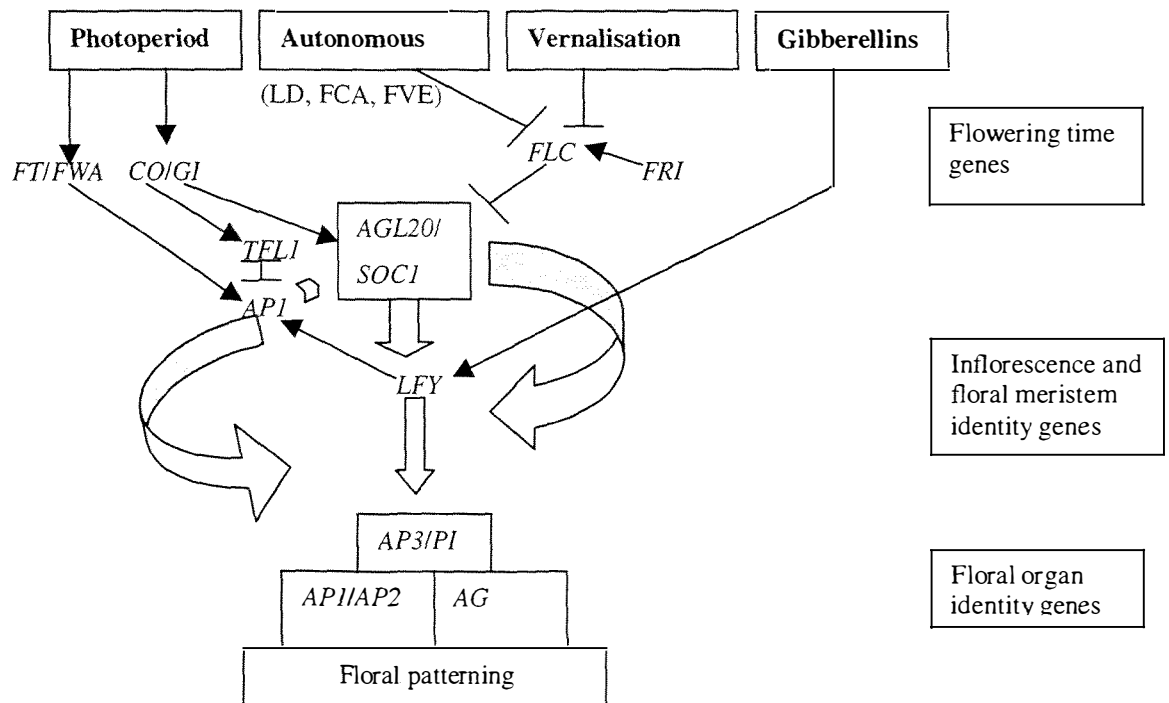 Photoperiod
Autonomous
Vernalisation
Gibberellins
(LD, FCA, FVE)
Flowering time
genes
FLC
FT/FWA
CO/GI
FRI
AGL20/
SOC1
TFL1
AP1
LFY
Inflorescence and
floral meristem
identity genes
AP3/PI
AP1/AP2
AG
Floral organ
identity genes
Floral patterning